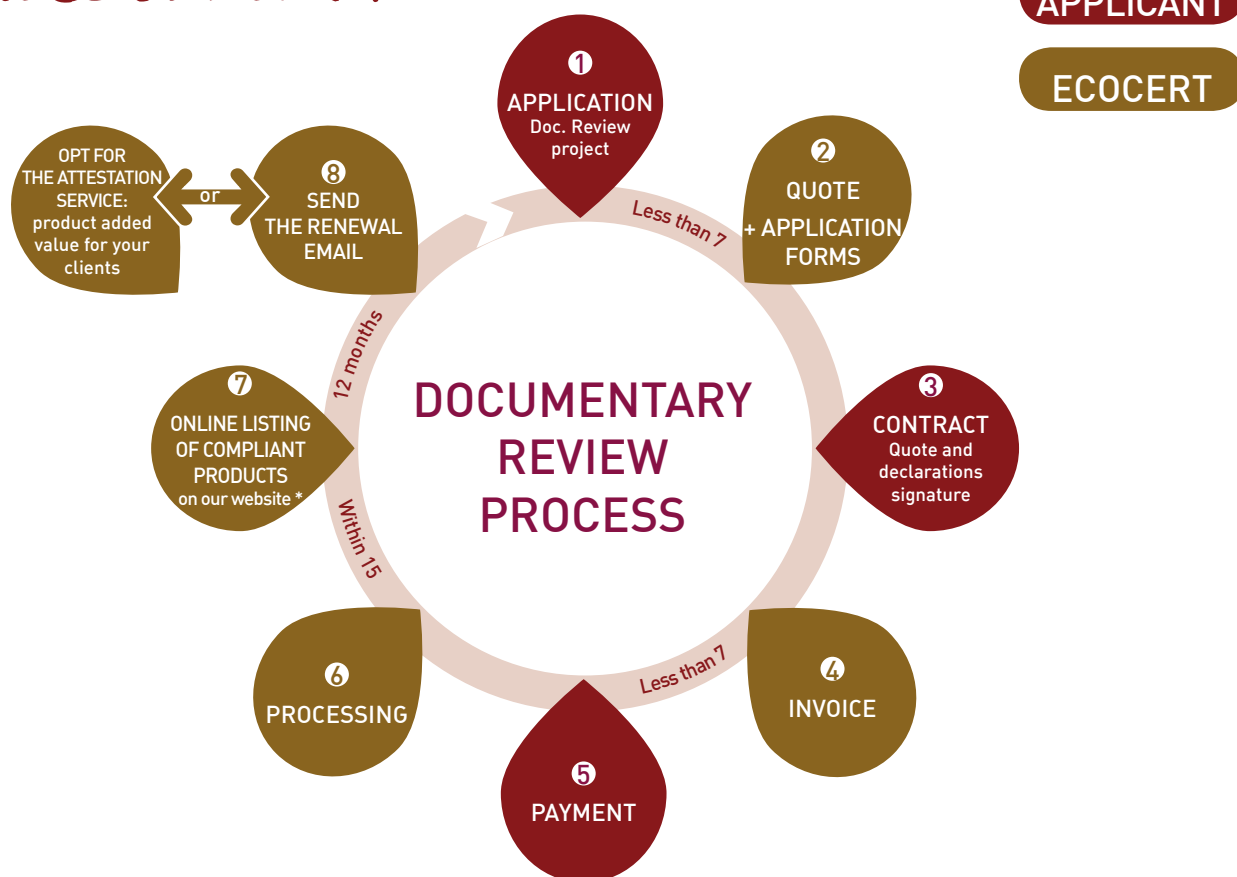 APPLICANT
ECOCERT
1
APPLICATION
Doc. Review
project
Less than 7
2
QUOTE
+ APPLICATION
FORMS
3
CONTRACT
Quote and
declarations
signature
4
INVOICE
Less than 7
5
PAYMENT
6
PROCESSING
Within 15
7
ONLINE LISTING
OF COMPLIANT
PRODUCTS
on our website *
12 months
8
SEND
THE RENEWAL
EMAIL
or
OPT FOR
THE ATTESTATION
SERVICE:
product added
value for your
clients
DOCUMENTARY
REVIEW
PROCESS